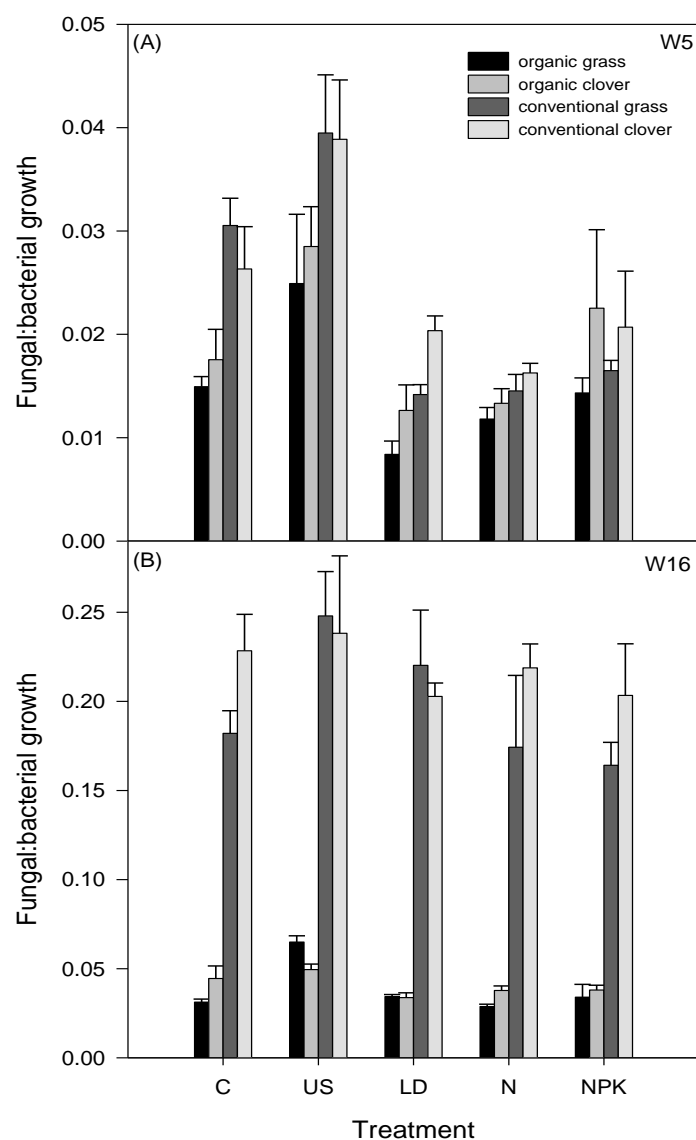 (A)
W5
organic grass
organic clover
conventional grass
conventional clover
Fungal:bacterial growth
0.05
0.04
0.03
0.02
0.01
0.00
(B)
W16
Fungal:bacterial growth
0.25
0.20
0.15
0.10
0.05
0.00
C US LD N NPK
Treatment